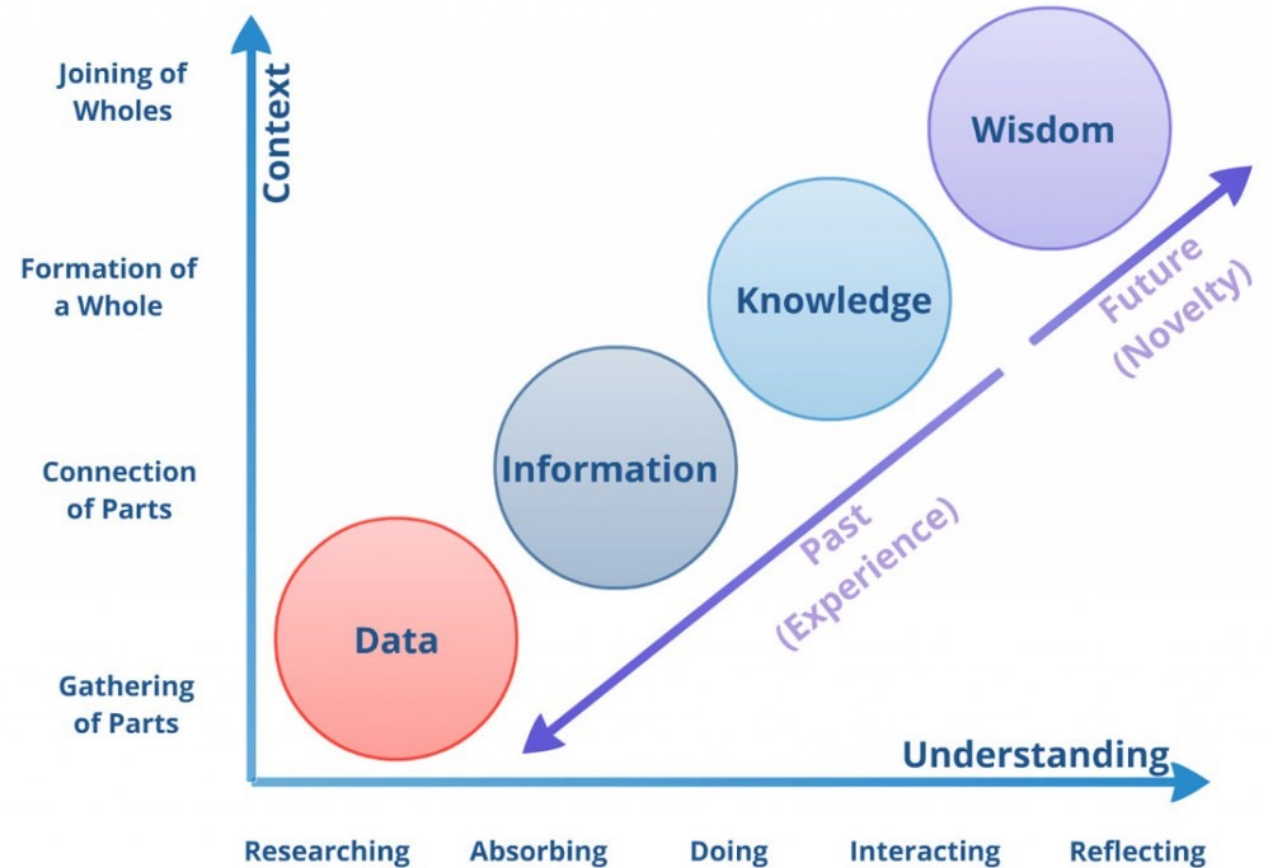 Joining of
Wholes
Context
Wisdom
Formation of
a Whole
Knowledge
Future
(Novelty)
Connection
of Parts
Information
Past
(Experience)
Data
Gathering
of Parts
Understanding
Researching
Absorbing
Doing
Interacting
Reflecting